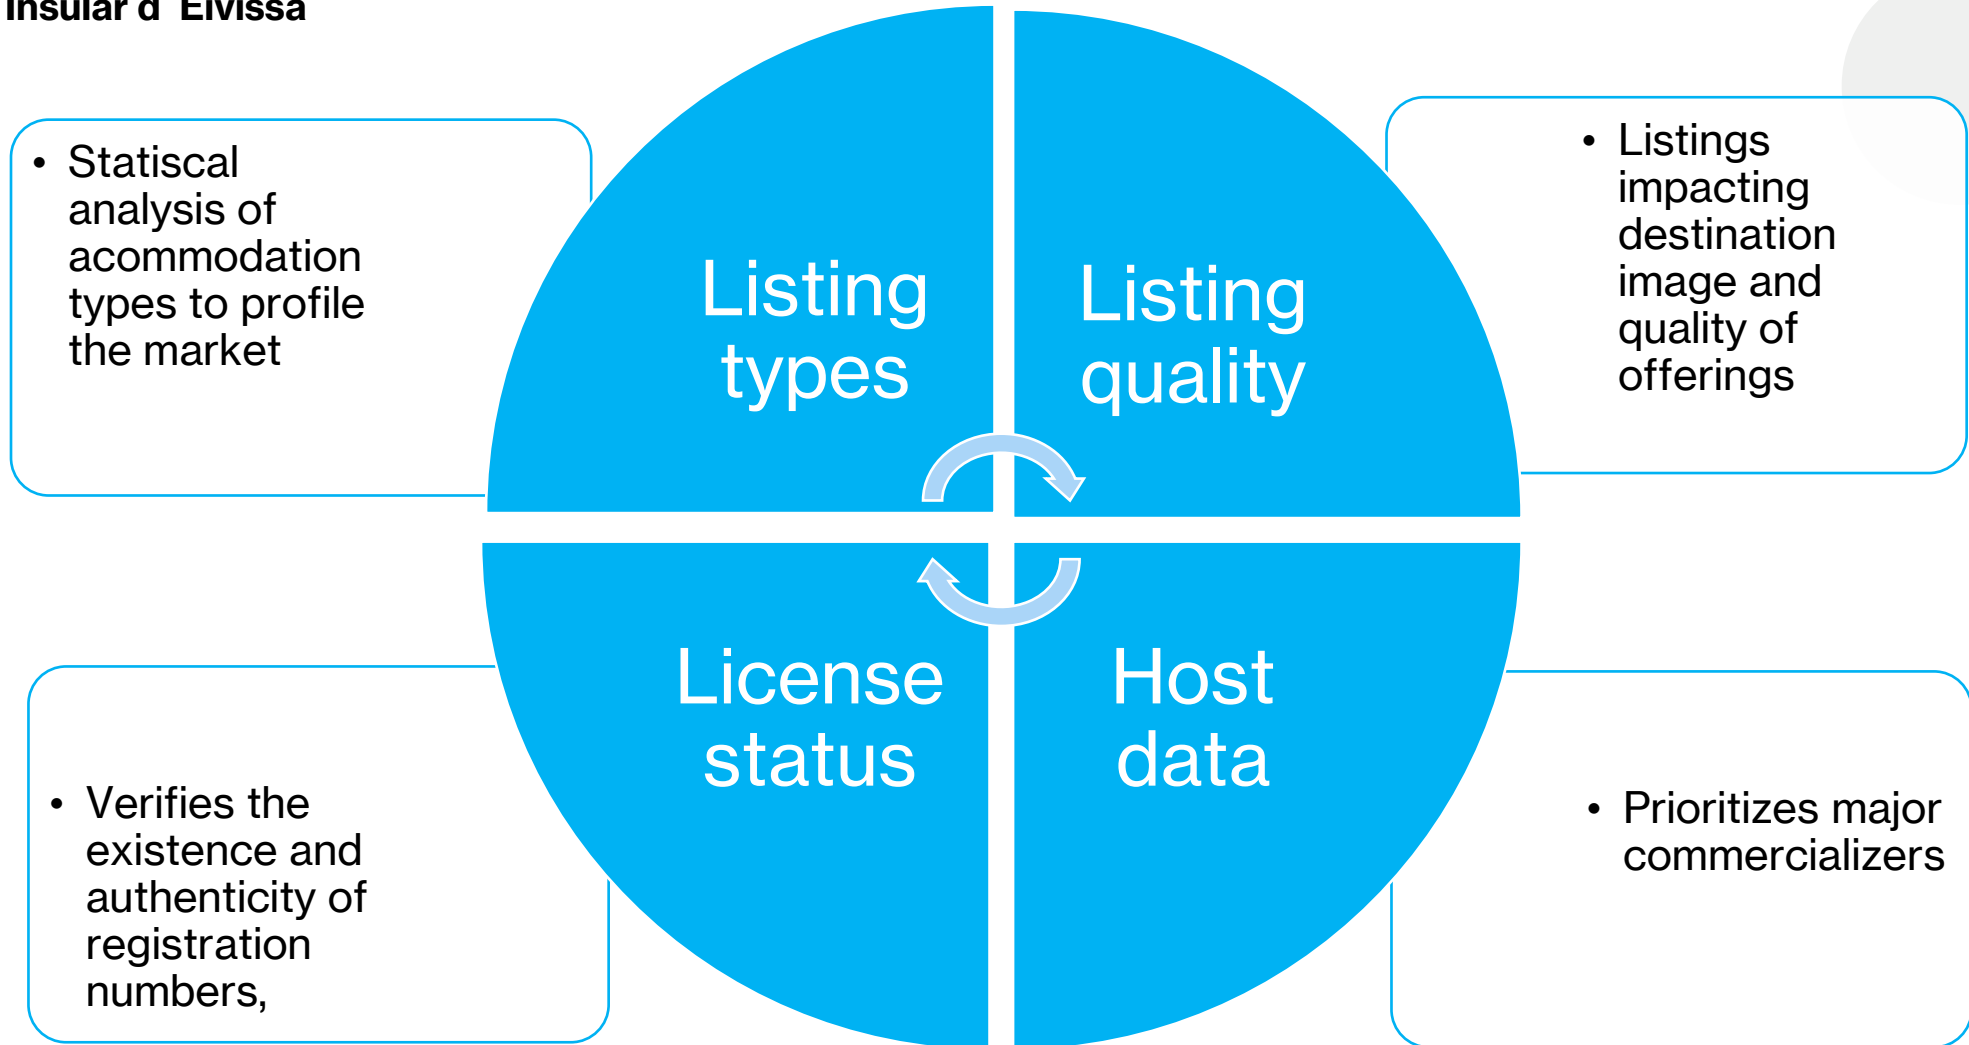 Insular d´Eivissa
• Statiscal
analysis of
acommodation
types to profile
the market
Listing
types
Listing
quality
• Listings
impacting
destination
image and
quality of
offerings
License
status
Host
data
• Verifies the
existence and
authenticity of
registration
numbers,
• Prioritizes major
commercializers